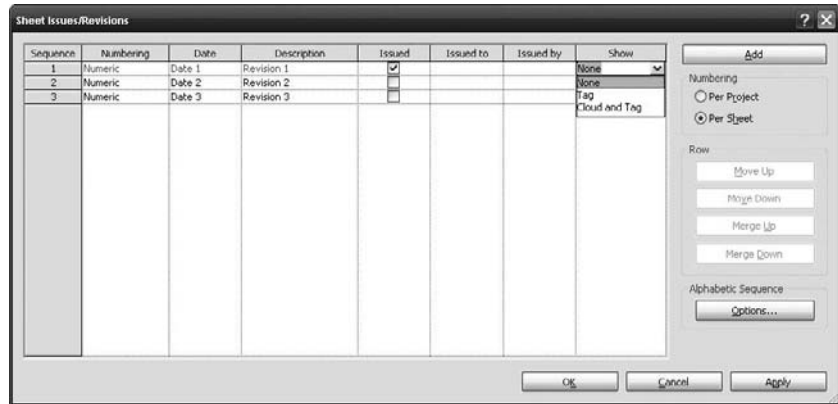 Sheet Issues/Revisions
Sequence Numbering Date Description Issued Issued to Issued by Show
1 Numeric Date 1 Revision 1 None
2 Numeric Date 2 Revision 2 None
3 Numeric Date 3 Revision 3 Tag
Cloud and Tag
Add
Numbering
Per Project
Per Sheet
Row
Move Up
Move Down
Merge Up
Merge Down
Alphabetic Sequence
Options...
OK Cancel Apply